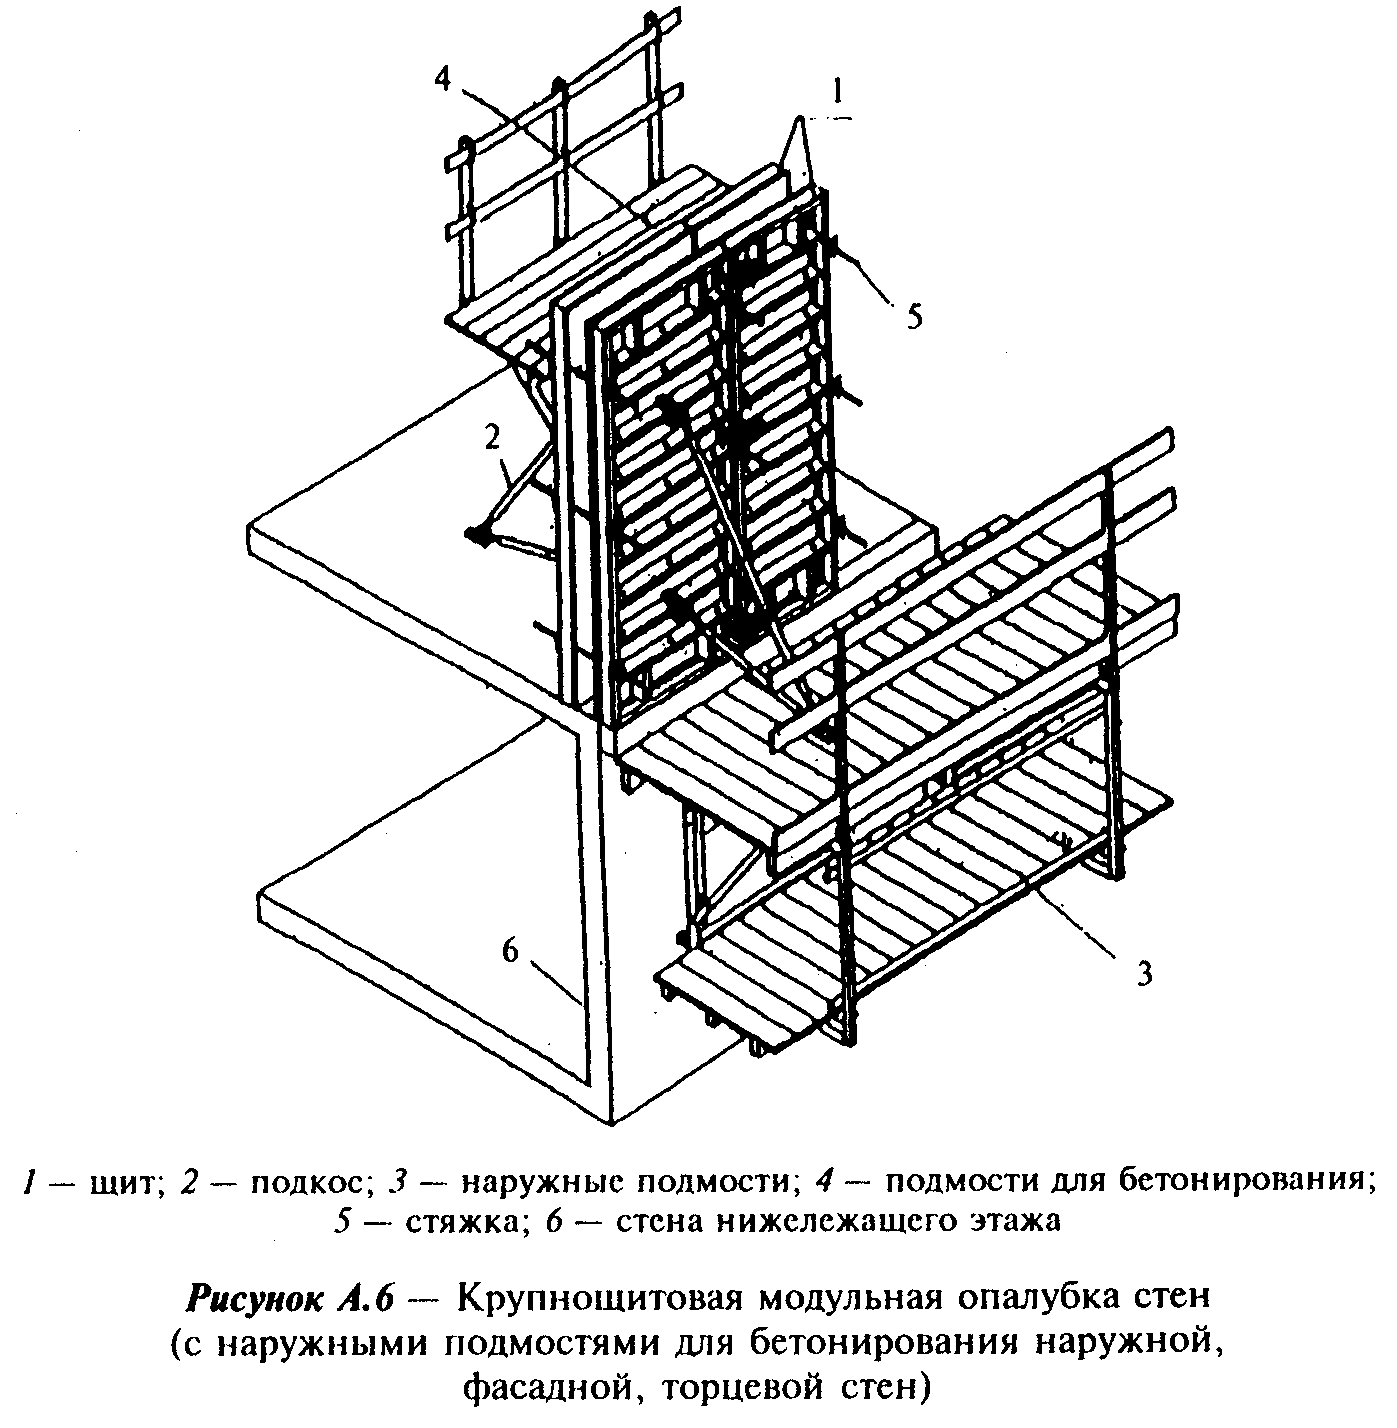 4
1
5
2
6
3
1 — щит; 2 — подкос; 3 — наружные подмости; 4 — подмости для бетонирования;
5 — стяжка; 6 — стена нижележащего этажа
Рисунок А.6 — Крупнощитовая модульная опалубка стен
(с наружными подмостями для бетонирования наружной,
фасадной, торцевой стен)